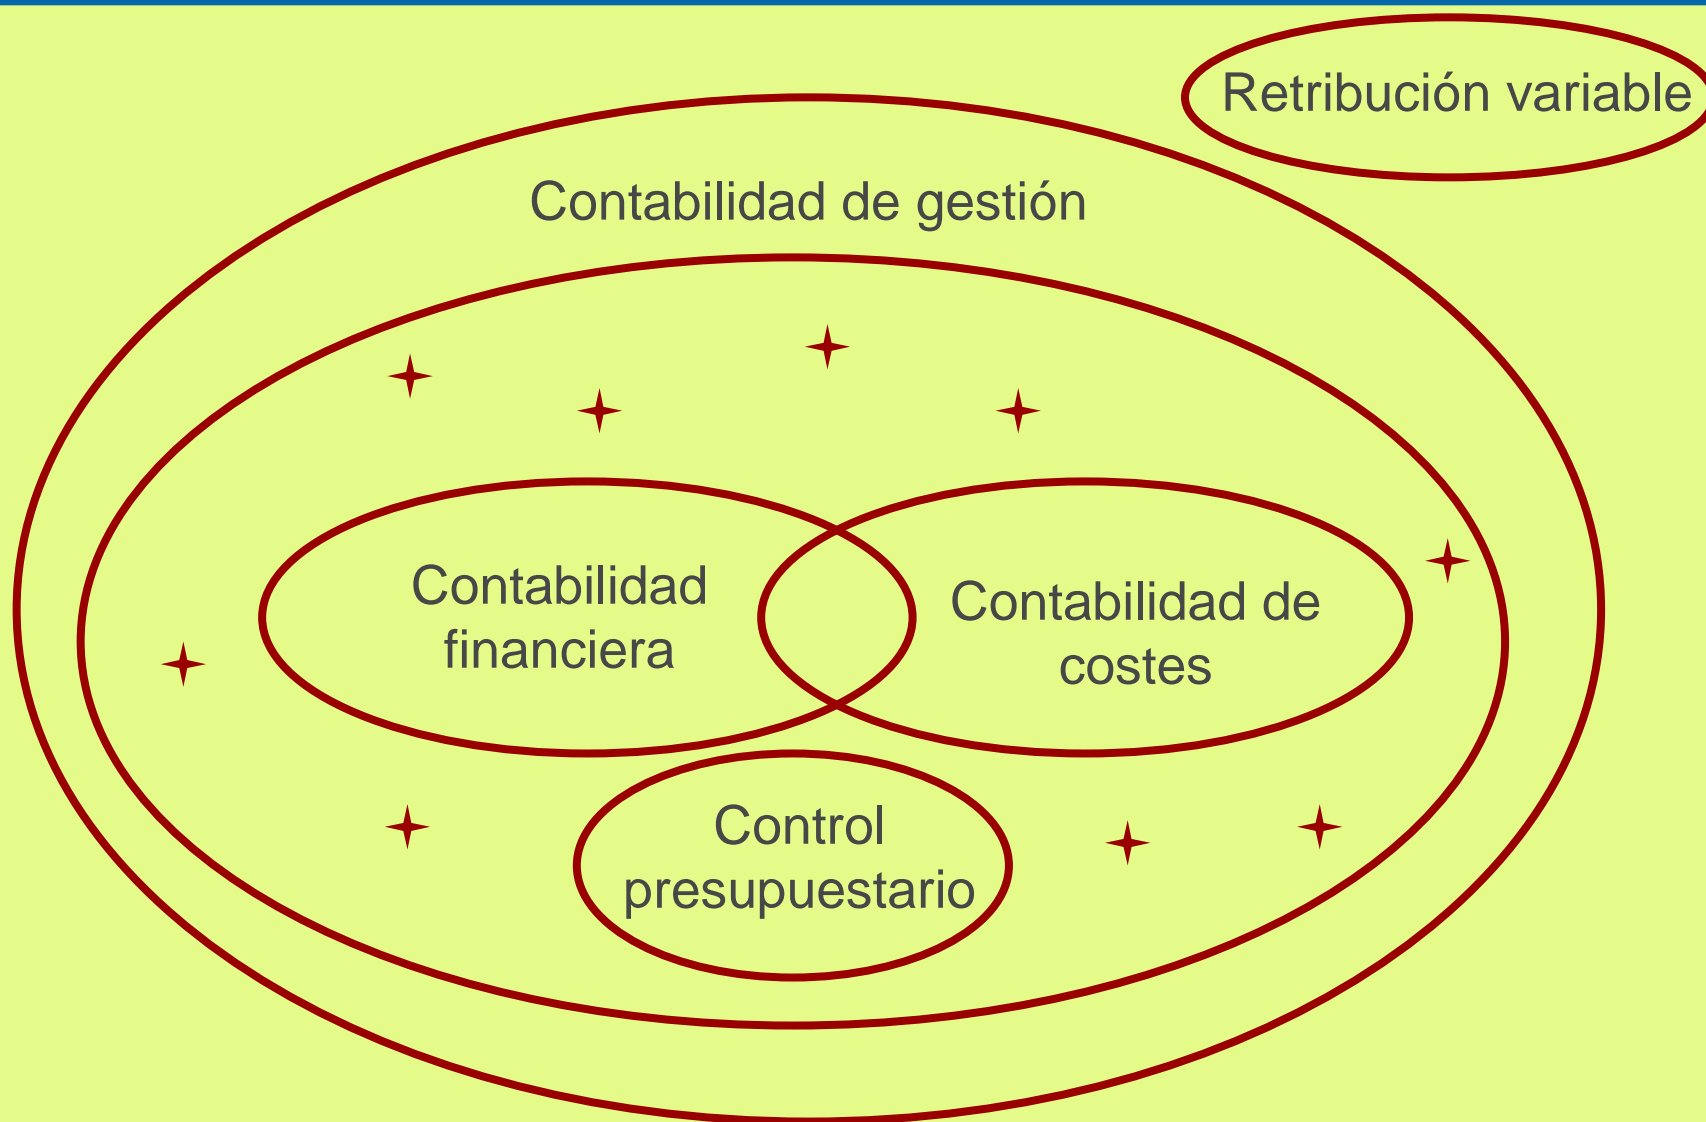 Retribución variable
Contabilidad de gestión
Contabilidad
financiera
Contabilidad de
costes
Control
presupuestario